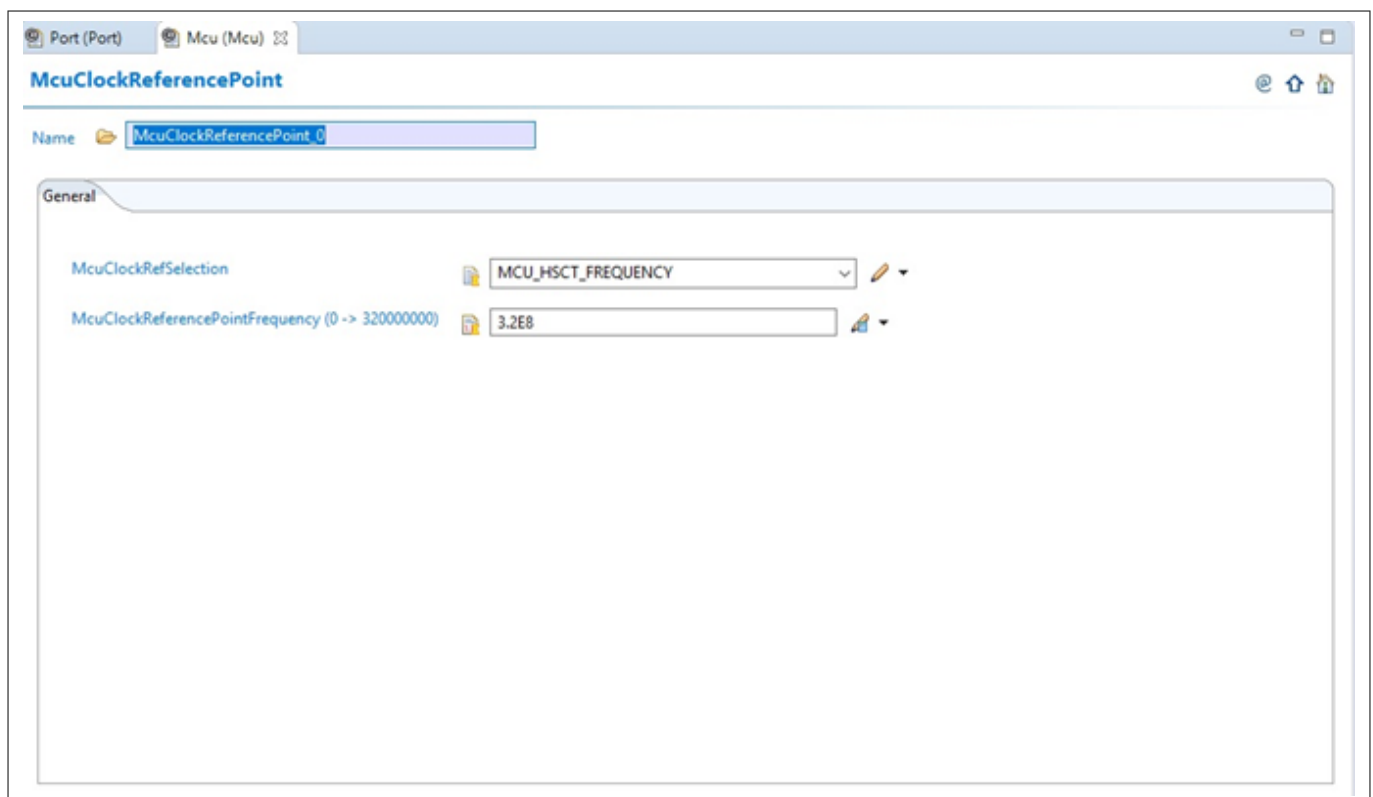 Port (Port) Mcu (Mcu)
McuClockReferencePoint
Name McuClockReferencePoint_0
General
McuClockRefSelection MCU_HSCT_FREQUENCY
McuClockReferencePointFrequency (0 -> 320000000) 3.2E8